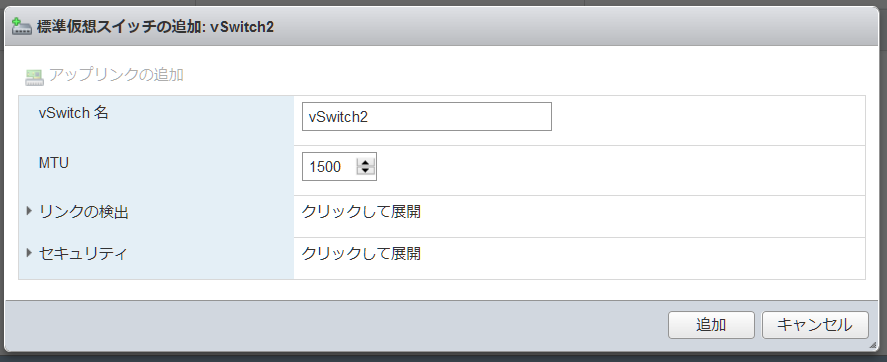 標準仮想スイッチの追加: vSwitch2
アップリンクの追加
vSwitch 名 vSwitch2
MTU 1500
リンクの検出 クリックして展開
セキュリティ クリックして展開
追加 キャンセル